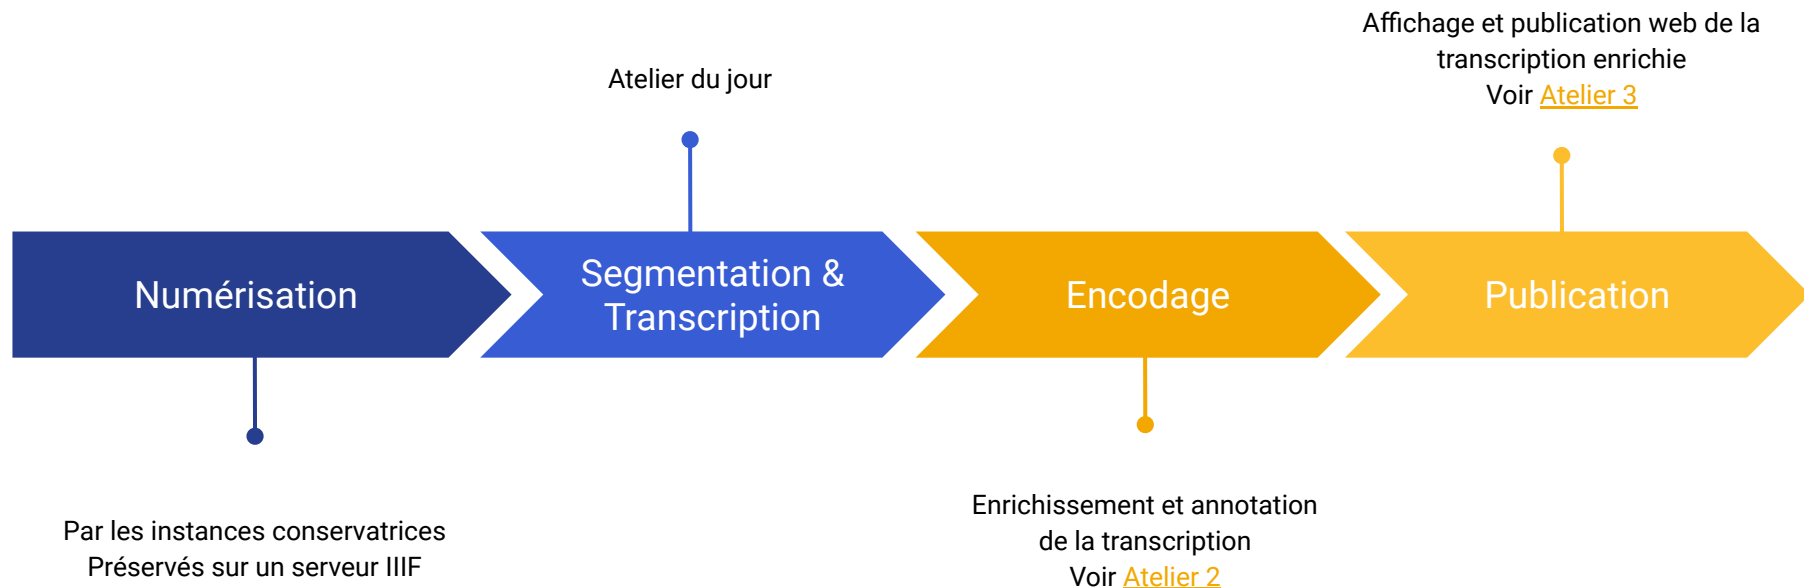 Affichage et publication web de la
transcription enrichie
Voir Atelier 3
Atelier du jour
Numérisation
Segmentation &
Transcription
Encodage
Publication
Par les instances conservatrices
Préservés sur un serveur IIIF
Enrichissement et annotation
de la transcription
Voir Atelier 2